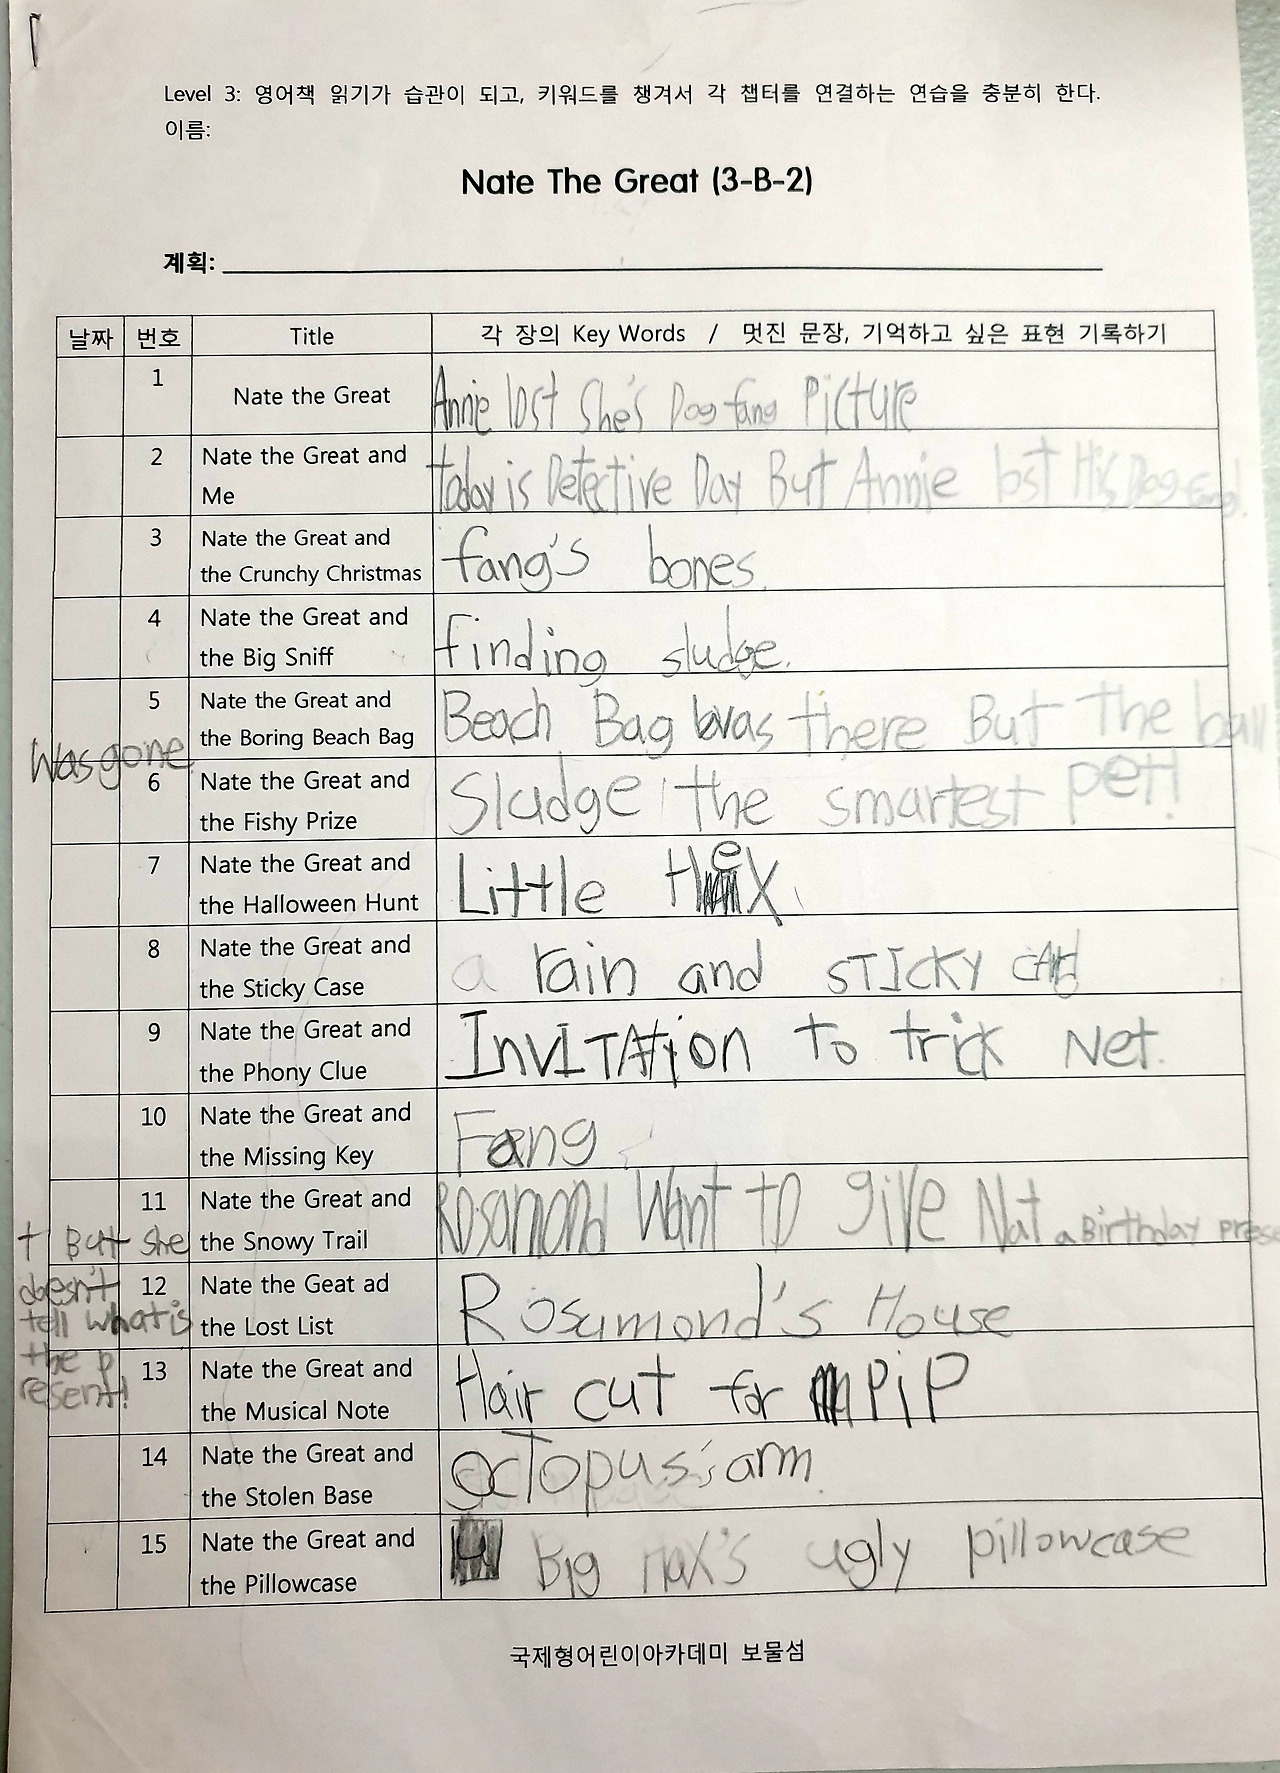 Level 3: 영어책 읽기가 습관이 되고, 키워드를 챙겨서 각 챕터를 연결하는 연습을 충분히 한다.
이름:
Nate The Great (3-B-2)
계획:
날짜 번호 Title 각 장의 Key Words / 멋진 문장, 기억하고 싶은 표현 기록하기
1 Nate the Great Annie lost She's Dog fang Picture
2 Nate the Great and
Me
today is Detective Day But Annie lost His Dog fang.
3 Nate the Great and
the Crunchy Christmas
fang's bones.
4 Nate the Great and
the Big Sniff
finding sludge.
5 Nate the Great and
the Boring Beach Bag
Beach Bag was there But the ball
Was gone
6 Nate the Great and
the Fishy Prize
Sludge the smartest pet!
7 Nate the Great and
the Halloween Hunt
Little Hex
8 Nate the Great and
the Sticky Case
a rain and STICKY
9 Nate the Great and
the Phony Clue
InvITATion to trick Net.
10 Nate the Great and
the Missing Key
Fang
11 Nate the Great and
the Snowy Trail
Rosamond Want to give Nat a Birthday prese
t But she
doesn't
tell what is
the p
resent!
12 Nate the Geat ad
the Lost List
Rosamond's House
13 Nate the Great and
the Musical Note
Hair cut for PiP
14 Nate the Great and
the Stolen Base
octopus's arm.
15 Nate the Great and
the Pillowcase
Big Hax's ugly pillowcase
국제형어린이아카데미 보물섬